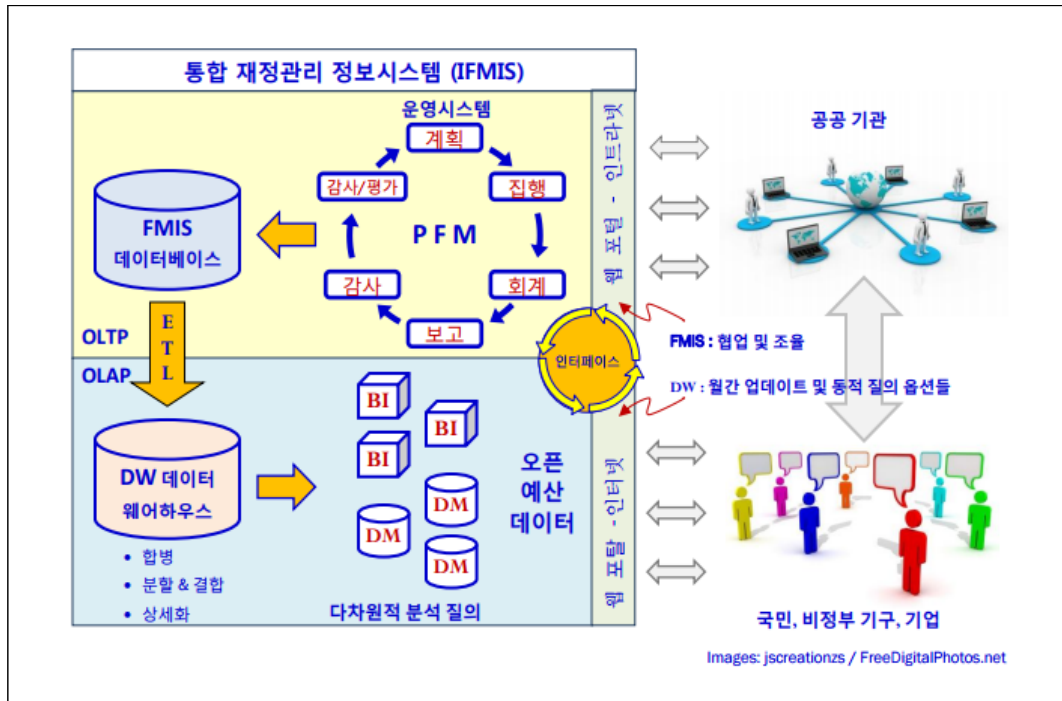 통합 재정관리 정보시스템 (IFMIS)
운영시스템
계획
집행
회계
보고
감사
감사/평가
P F M
FMIS
데이터베이스
OLTP
E
T
L
OLAP
DW 데이터
웨어하우스
• 합병
• 분할 & 결합
• 상세화
BI
BI
BI
DM
DM
DM
다차원적 분석 질의
오픈
예산
데이터
인터페이스
웹 포털 - 인트라넷
웹 포탈 -인터넷
공공 기관
FMIS : 협업 및 조율
DW : 월간 업데이트 및 동적 질의 옵션들
국민, 비정부 기구, 기업
Images: jscreationzs / FreeDigitalPhotos.net